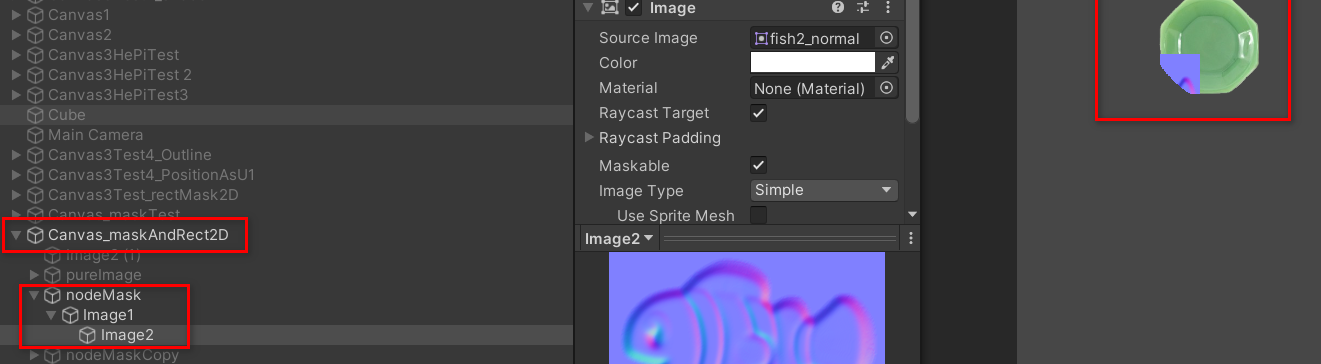 Canvas1
Canvas2
Canvas3HePiTest
Canvas3HePiTest 2
Canvas3HePiTest3
Cube
Main Camera
Canvas3Test4_Outline
Canvas3Test4_PositionAsU1
Canvas3Test_rectMask2D
Canvas_maskTest
Canvas_maskAndRect2D
Image2 (1)
pureImage
nodeMask
Image1
Image2
nodeMaskCopy
Image
Source Image
fish2_normal
Color
Material
None (Material)
Raycast Target
Raycast Padding
Maskable
Image Type
Simple
Use Sprite Mesh
Image2